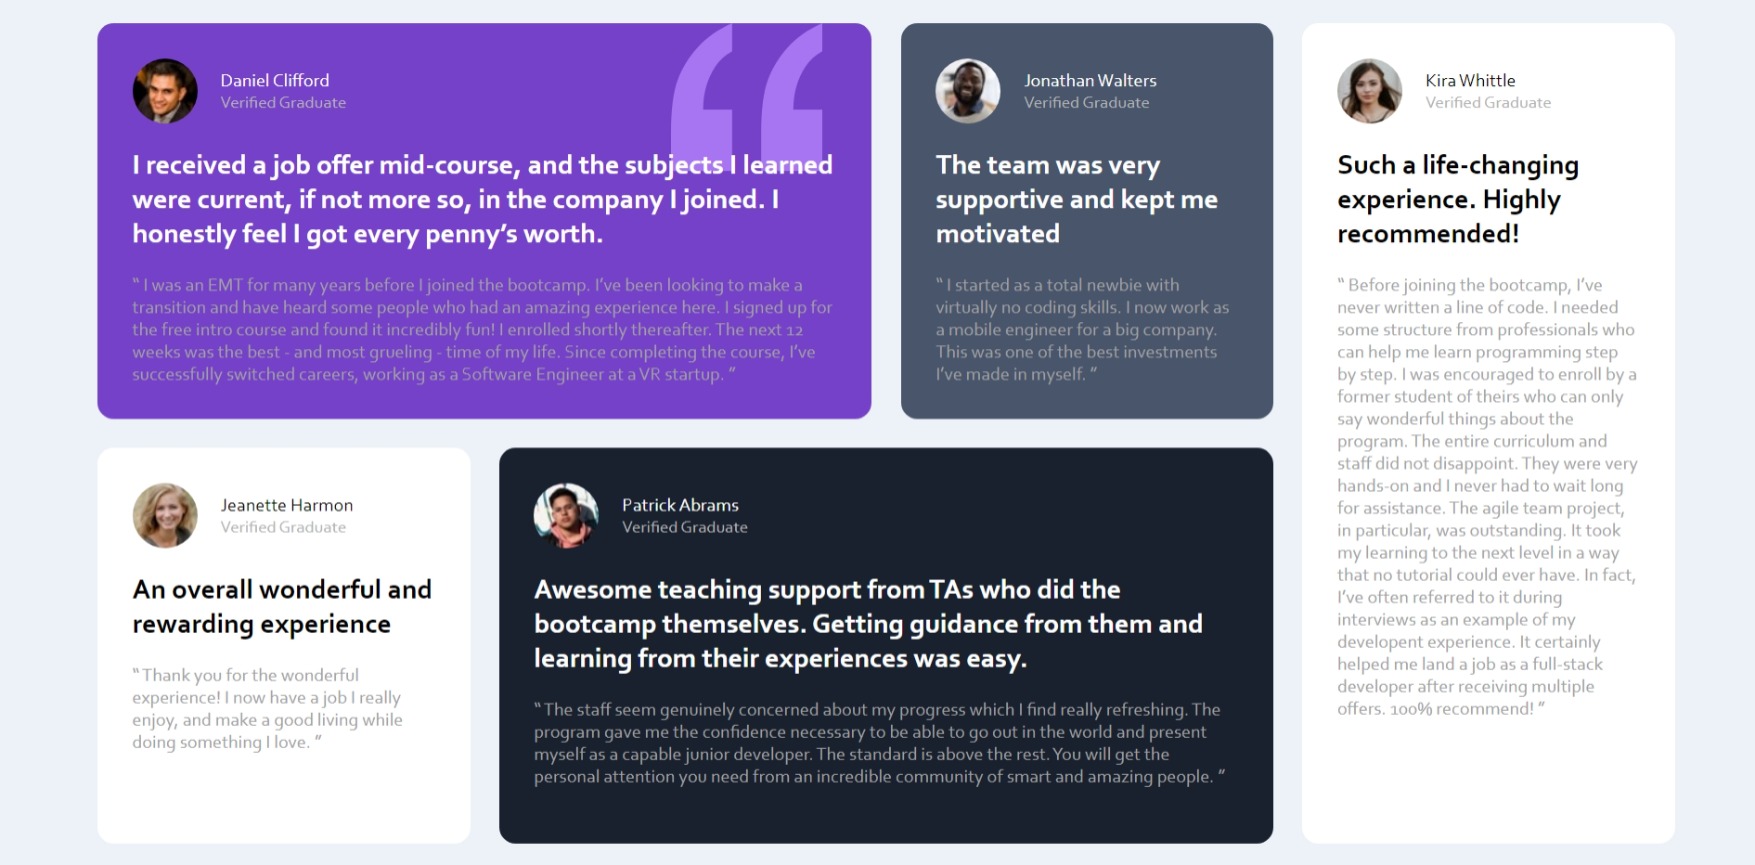 Daniel Clifford
Verified Graduate
I received a job offer mid-course, and the subjects I learned
were current, if not more so, in the company I joined. I
honestly feel I got every penny’s worth.
“ I was an EMT for many years before I joined the bootcamp. I’ve been looking to make a
transition and have heard some people who had an amazing experience here. I signed up for
the free intro course and found it incredibly fun! I enrolled shortly thereafter. The next 12
weeks was the best - and most grueling - time of my life. Since completing the course, I’ve
successfully switched careers, working as a Software Engineer at a VR startup. ”
Jonathan Walters
Verified Graduate
The team was very
supportive and kept me
motivated
“ I started as a total newbie with
virtually no coding skills. I now work as
a mobile engineer for a big company.
This was one of the best investments
I’ve made in myself. ”
Kira Whittle
Verified Graduate
Such a life-changing
experience. Highly
recommended!
“ Before joining the bootcamp, I’ve
never written a line of code. I needed
some structure from professionals who
can help me learn programming step
by step. I was encouraged to enroll by a
former student of theirs who can only
say wonderful things about the
program. The entire curriculum and
staff did not disappoint. They were very
hands-on and I never had to wait long
for assistance. The agile team project,
in particular, was outstanding. It took
my learning to the next level in a way
that no tutorial could ever have. In fact,
I’ve often referred to it during
interviews as an example of my
developent experience. It certainly
helped me land a job as a full-stack
developer after receiving multiple
offers. 100% recommend! ”
Jeanette Harmon
Verified Graduate
An overall wonderful and
rewarding experience
“ Thank you for the wonderful
experience! I now have a job I really
enjoy, and make a good living while
doing something I love. ”
Patrick Abrams
Verified Graduate
Awesome teaching support from TAs who did the
bootcamp themselves. Getting guidance from them and
learning from their experiences was easy.
“ The staff seem genuinely concerned about my progress which I find really refreshing. The
program gave me the confidence necessary to be able to go out in the world and present
myself as a capable junior developer. The standard is above the rest. You will get the
personal attention you need from an incredible community of smart and amazing people. ”